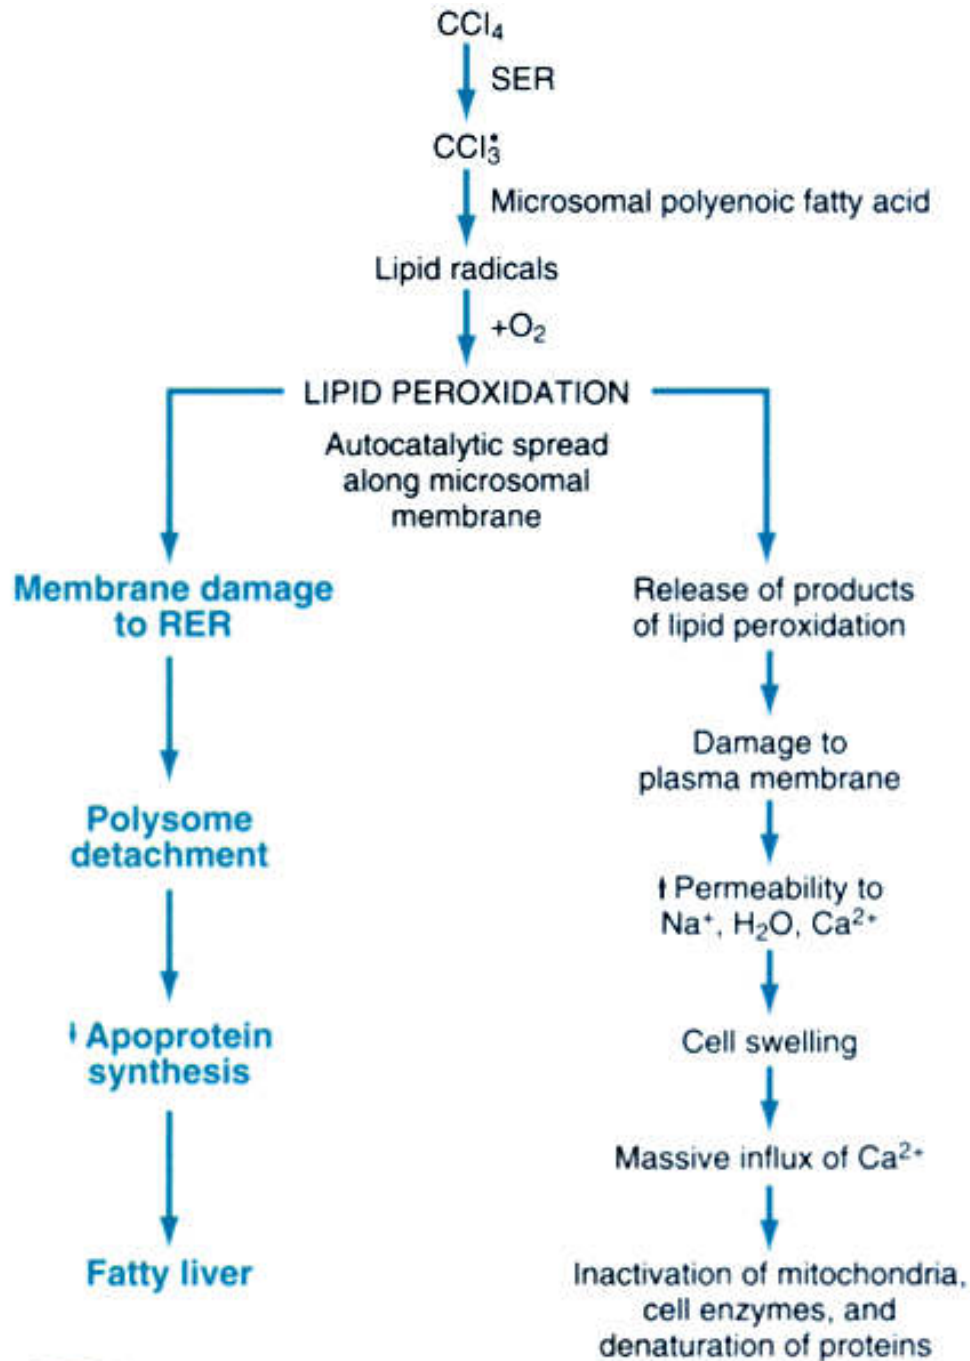 CCl₄
SER
CCl₃•
Microsomal polyenoic fatty acid
Lipid radicals
+O₂
LIPID PEROXIDATION
Autocatalytic spread
along microsomal
membrane
Membrane damage
to RER
Polysome
detachment
↓ Apoprotein
synthesis
Fatty liver
Release of products
of lipid peroxidation
Damage to
plasma membrane
↑ Permeability to
Na⁺, H₂O, Ca²⁺
Cell swelling
Massive influx of Ca²⁺
Inactivation of mitochondria,
cell enzymes, and
denaturation of proteins